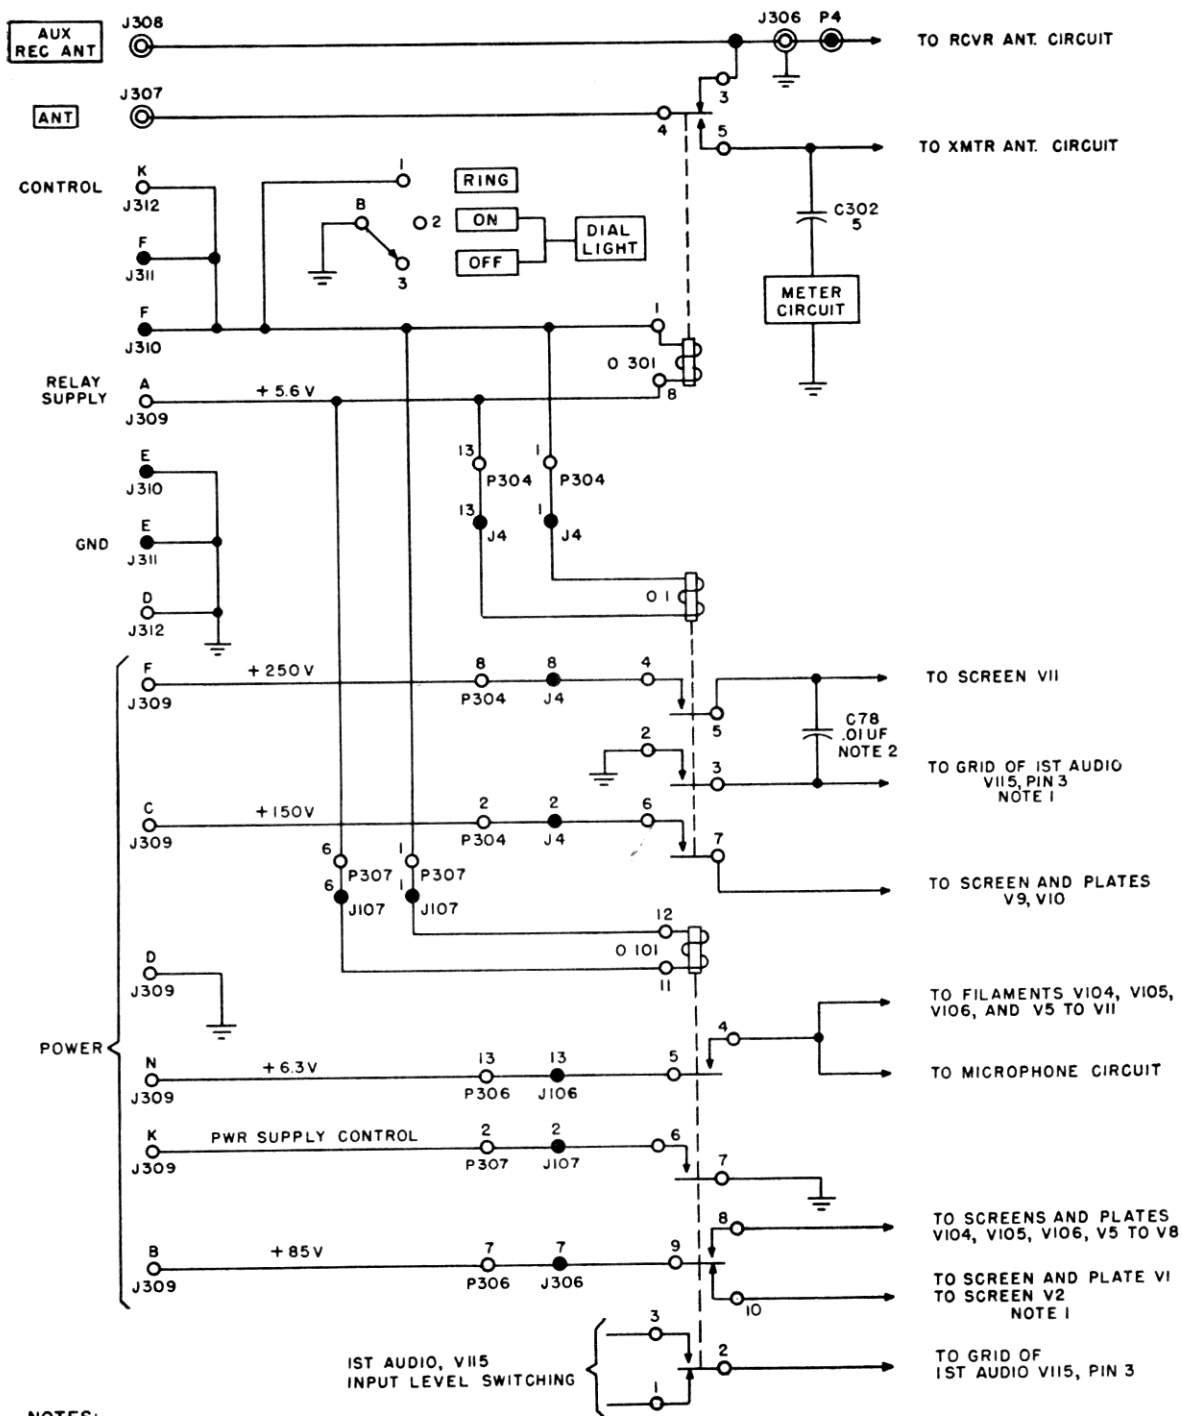 AUX
REC ANT
J308
J306
P4
TO RCVR ANT. CIRCUIT
3
ANT
J307
4
5
TO XMTR ANT. CIRCUIT
CONTROL
K
J312
1
RING
B
2
ON
DIAL
LIGHT
OFF
3
C302
5
F
J311
METER
CIRCUIT
F
J310
1
O 301
RELAY
SUPPLY
A
J309
+ 5.6 V
8
E
J310
13
P304
1
P304
13
J4
1
J4
GND
E
J311
D
J312
O 1
F
J309
+ 250 V
8
P304
8
J4
4
5
TO SCREEN V11
C78
.01UF
NOTE 2
2
3
TO GRID OF 1ST AUDIO
V115, PIN 3
NOTE 1
C
J309
+ 150 V
2
P304
2
J4
6
7
6
P307
1
P307
6
J107
1
J107
TO SCREEN AND PLATES
V9, V10
12
O 101
11
D
J309
TO FILAMENTS V104, V105,
V106, AND V5 TO V11
4
POWER
N
J309
+ 6.3 V
13
P306
13
J106
5
TO MICROPHONE CIRCUIT
K
J309
PWR SUPPLY CONTROL
2
P307
2
J107
6
7
8
TO SCREENS AND PLATES
V104, V105, V106, V5 TO V8
B
J309
+ 85 V
7
P306
7
J306
9
10
TO SCREEN AND PLATE V1
TO SCREEN V2
NOTE 1
1ST AUDIO, V115
INPUT LEVEL SWITCHING
3
1
2
TO GRID OF
1ST AUDIO V115, PIN 3
NOTES: